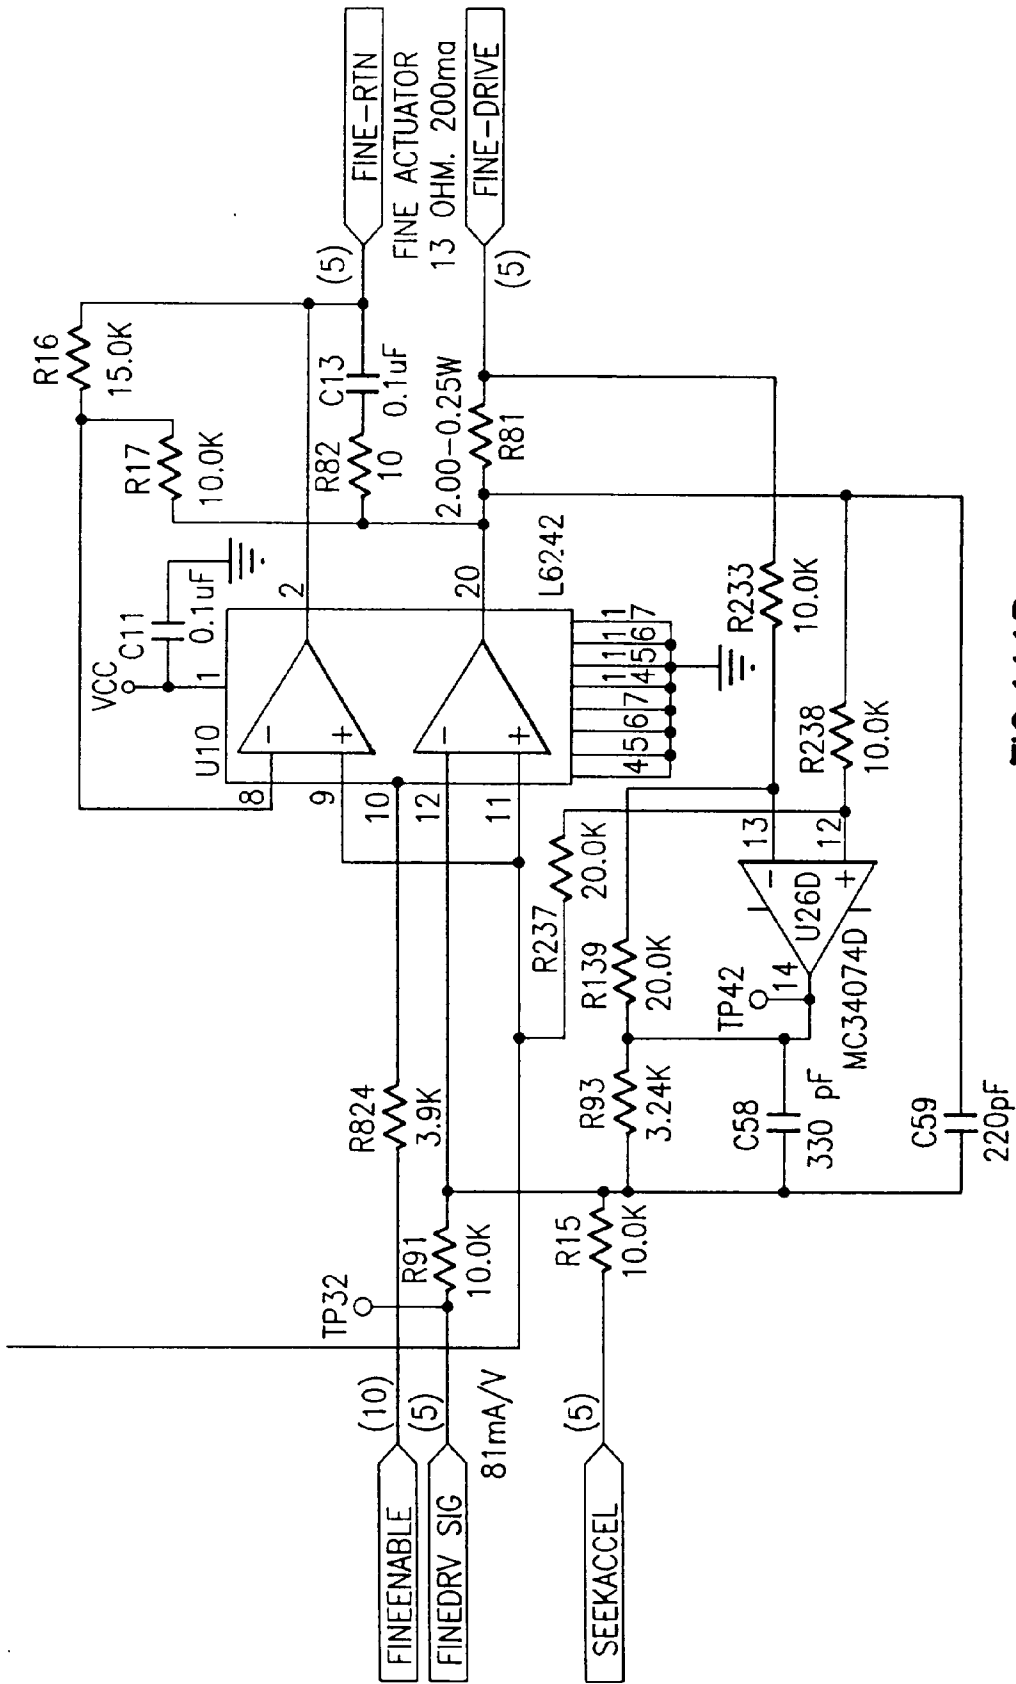 R16
15.0K
R17
10.0K
VCC
C11
0.1uF
U10
1
2
8
9
10
12
11
20
L6242
4 5 6 7 1 1 1 1
4 5 6 7
R82
10
C13
0.1uF
2.00-0.25W
R81
(5)
FINE-RTN
FINE ACTUATOR
13 OHM. 200ma
FINE-DRIVE
(5)
TP32
R824
3.9K
R91
10.0K
FINEENABLE
(10)
FINEDRV SIG
(5)
81mA/V
SEEKACCEL
(5)
R15
10.0K
R237
20.0K
R139
20.0K
R93
3.24K
TP42
14
13
12
U26D
MC34074D
C58
330 pF
R233
10.0K
R238
10.0K
C59
220pF